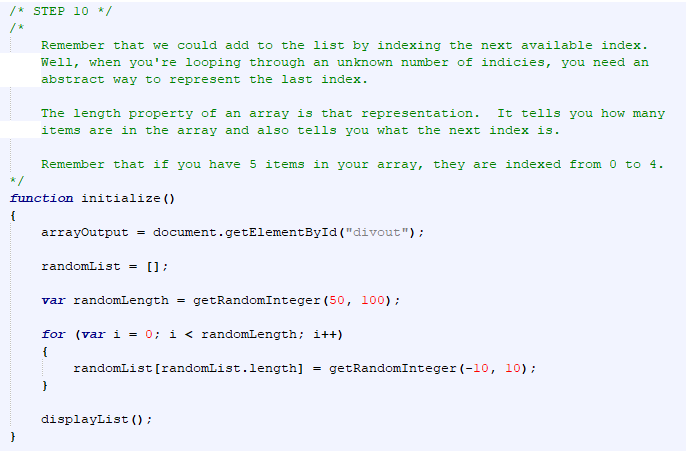 /* STEP 10 */
/*
Remember that we could add to the list by indexing the next available index.
Well, when you're looping through an unknown number of indicies, you need an
abstract way to represent the last index.
The length property of an array is that representation.  It tells you how many
items are in the array and also tells you what the next index is.
Remember that if you have 5 items in your array, they are indexed from 0 to 4.
*/
function initialize()
{
arrayOutput = document.getElementById("divout");
randomList = [];
var randomLength = getRandomInteger(50, 100);
for (var i = 0; i < randomLength; i++)
{
randomList[randomList.length] = getRandomInteger(-10, 10);
}
displayList();
}